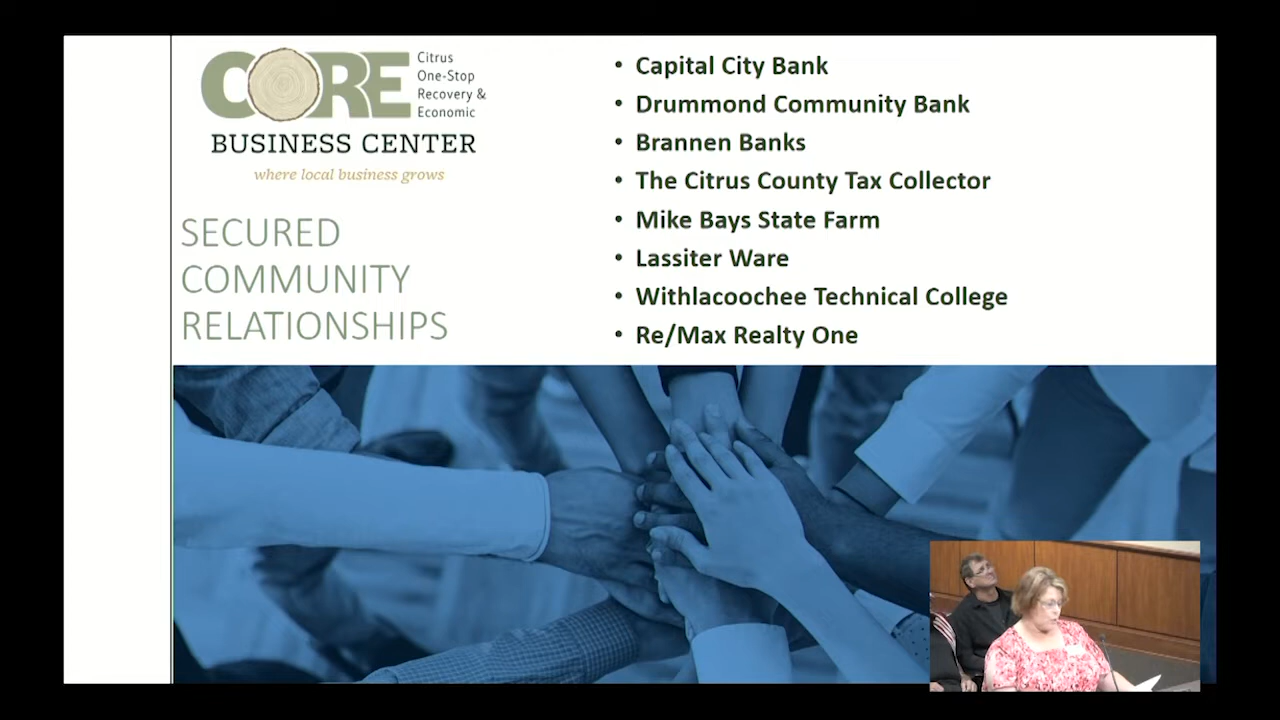 CORE
Citrus
One-Stop
Recovery &
Economic
BUSINESS CENTER
where local business grows
SECURED
COMMUNITY
RELATIONSHIPS
• Capital City Bank
• Drummond Community Bank
• Brannen Banks
• The Citrus County Tax Collector
• Mike Bays State Farm
• Lassiter Ware
• Withlacoochee Technical College
• Re/Max Realty One